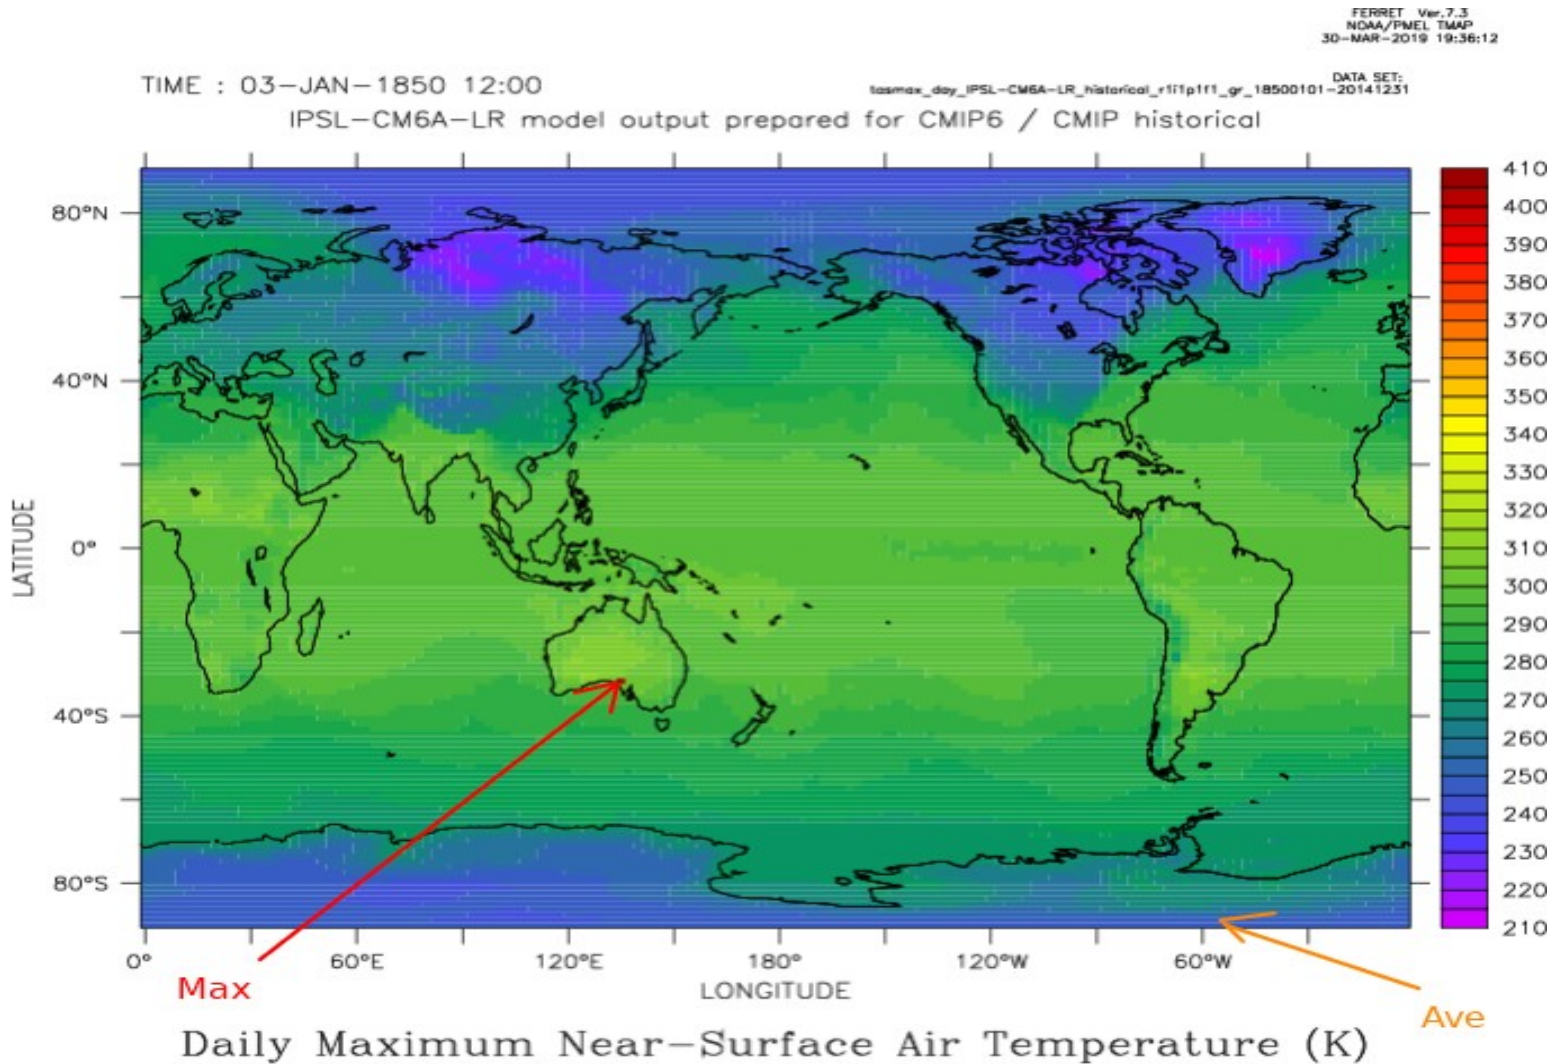 FERRET Ver.7.3
NOAA/PMEL TMAP
30-MAR-2019 19:36:12
TIME : 03-JAN-1850 12:00
DATA SET:
tasmax_day_IPSL-CM6A-LR_historical_r1i1p1f1_gr_18500101-20141231
IPSL-CM6A-LR model output prepared for CMIP6 / CMIP historical
80°N
40°N
0°
40°S
80°S
LATITUDE
410
400
390
380
370
360
350
340
330
320
310
300
290
280
270
260
250
240
230
220
210
0°
60°E
120°E
180°
120°W
60°W
LONGITUDE
Max
Ave
Daily Maximum Near-Surface Air Temperature (K)